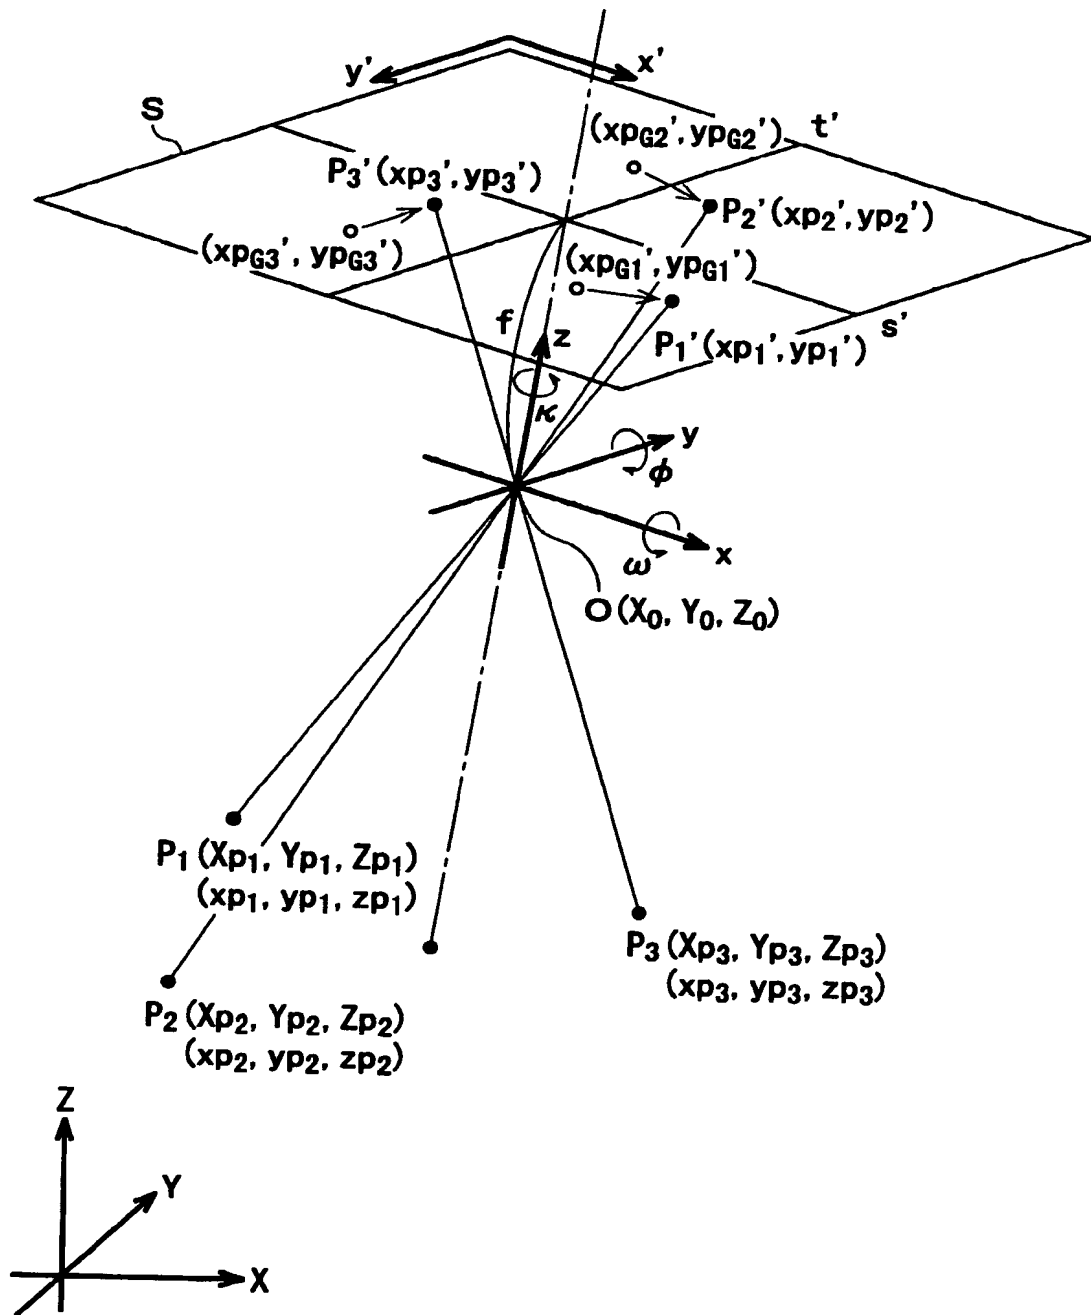 y' x'
S
t'
(xpG2', ypG2')
P3'(xp3', yp3')
P2'(xp2', yp2')
(xpG3', ypG3')
(xpG1', ypG1')
f
s'
z
P1'(xp1', yp1')
κ
y
φ
x
ω
O(X0, Y0, Z0)
P1(Xp1, Yp1, Zp1)
(xp1, yp1, zp1)
P3(Xp3, Yp3, Zp3)
(xp3, yp3, zp3)
P2(Xp2, Yp2, Zp2)
(xp2, yp2, zp2)
Z
Y
X